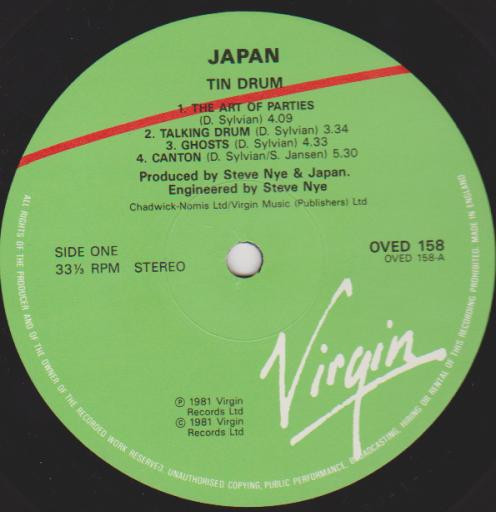 JAPAN
TIN DRUM
1. THE ART OF PARTIES
(D. Sylvian) 4.09
2. TALKING DRUM (D. Sylvian) 3.34
3. GHOSTS (D. Sylvian) 4.33
4. CANTON (D. Sylvian/S. Jansen) 5.30
Produced by Steve Nye & Japan.
Engineered by Steve Nye
Chadwick-Nomis Ltd/Virgin Music (Publishers) Ltd
SIDE ONE
33⅓ RPM STEREO
OVED 158
OVED 158-A
Virgin
℗ 1981 Virgin
Records Ltd
© 1981 Virgin
Records Ltd
ALL RIGHTS OF THE PRODUCER AND OF THE OWNER OF THE RECORDED WORK RESERVED. UNAUTHORISED COPYING, PUBLIC PERFORMANCE, BROADCASTING, HIRING OR RENTAL OF THIS RECORDING PROHIBITED. MADE IN ENGLAND